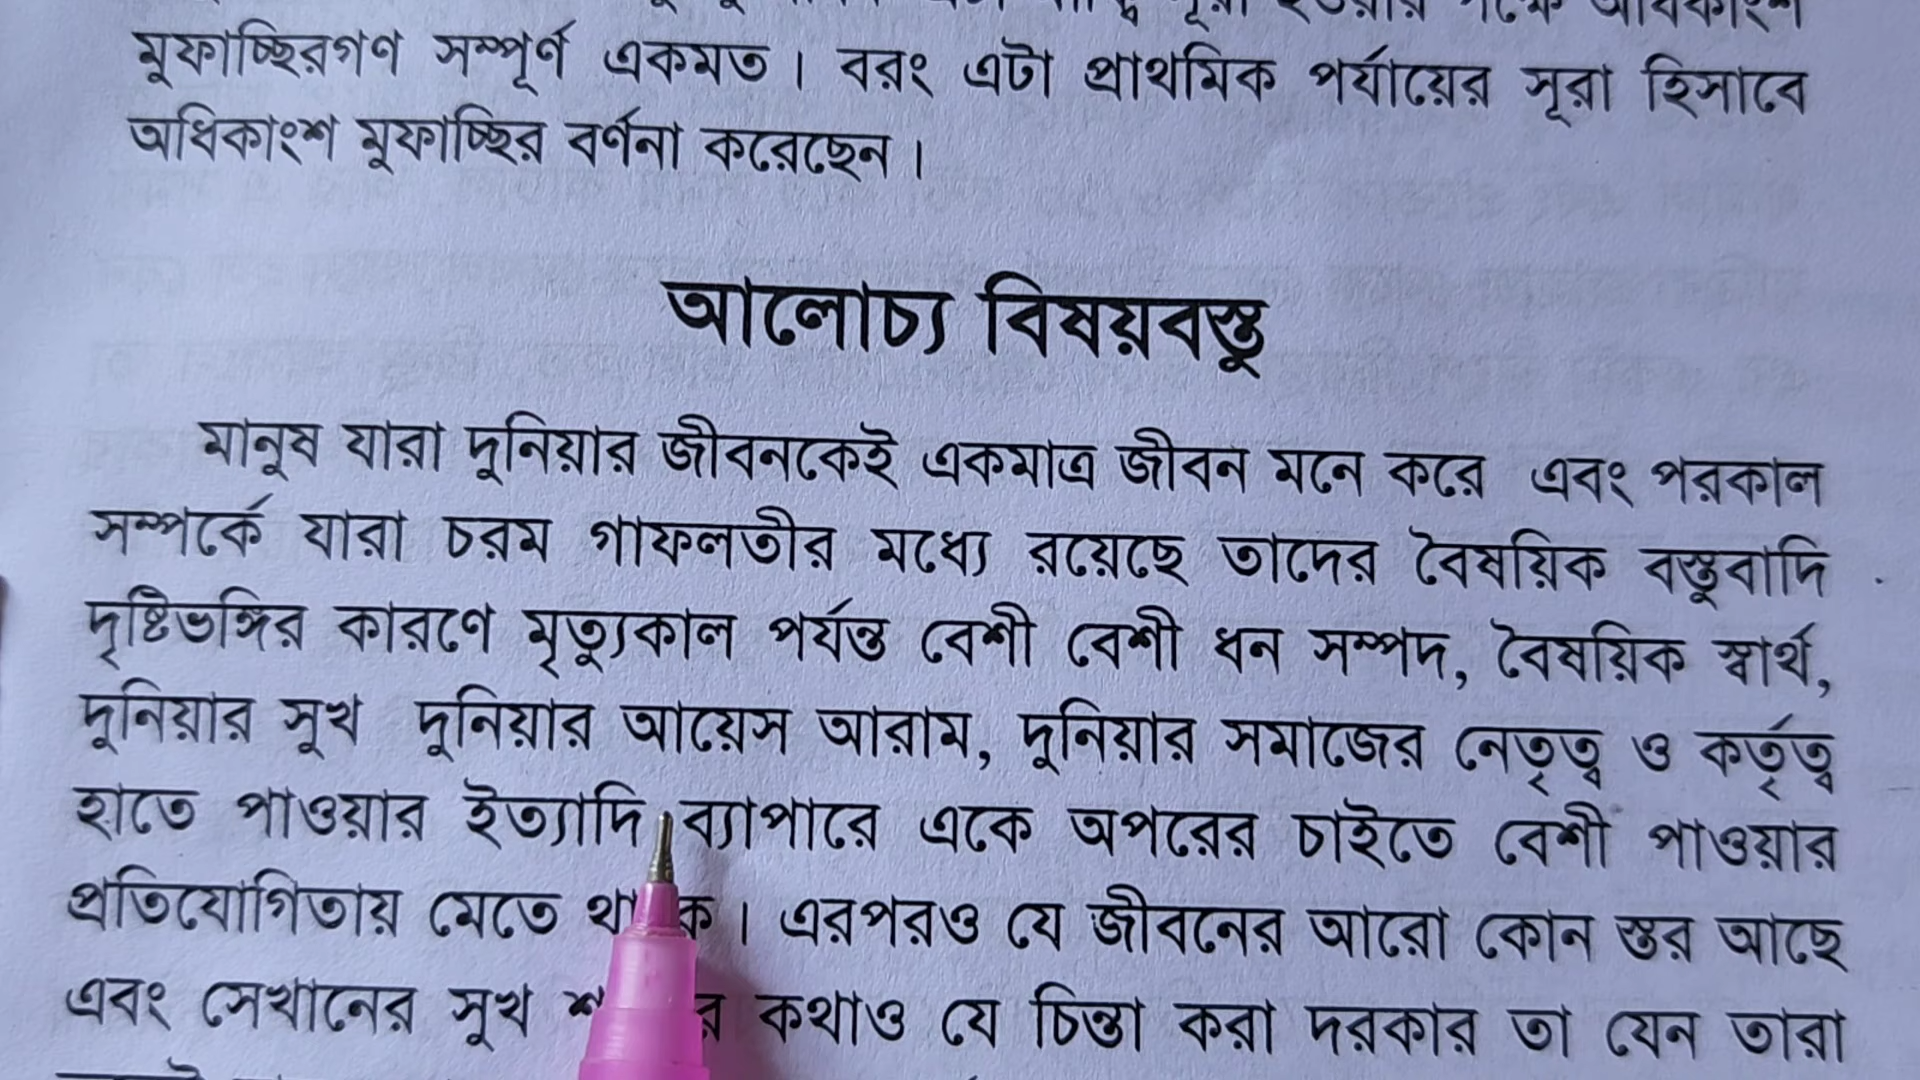 মুফাচ্ছিরগণ সম্পূর্ণ একমত। বরং এটা প্রাথমিক পর্যায়ের সূরা হিসাবে
অধিকাংশ মুফাচ্ছির বর্ণনা করেছেন।
আলোচ্য বিষয়বস্তু
মানুষ যারা দুনিয়ার জীবনকেই একমাত্র জীবন মনে করে এবং পরকাল
সম্পর্কে যারা চরম গাফলতীর মধ্যে রয়েছে তাদের বৈষয়িক বস্তুবাদি
দৃষ্টিভঙ্গির কারণে মৃত্যুকাল পর্যন্ত বেশী বেশী ধন সম্পদ, বৈষয়িক স্বার্থ,
দুনিয়ার সুখ দুনিয়ার আয়েস আরাম, দুনিয়ার সমাজের নেতৃত্ব ও কর্তৃত্ব
হাতে পাওয়ার ইত্যাদি ব্যাপারে একে অপরের চাইতে বেশী পাওয়ার
প্রতিযোগিতায় মেতে। এরপরও যে জীবনের আরো কোন স্তর আছে
এবং সেখানের সুখ কথাও যে চিন্তা করা দরকার তা যেন তারা